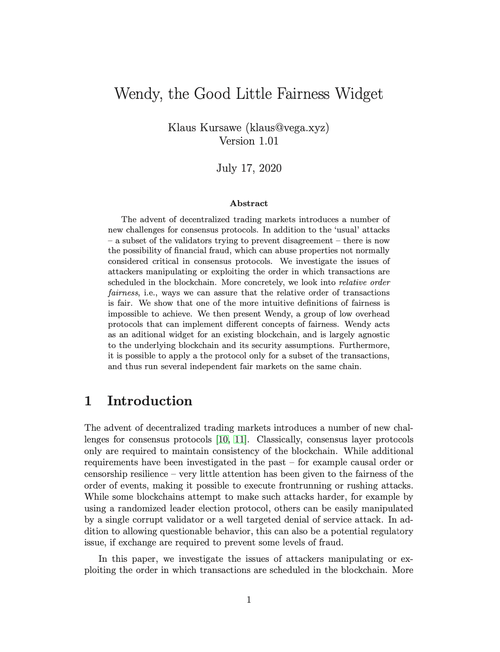 Wendy, the Good Little Fairness Widget
Klaus Kursawe (klaus@vega.xyz)
Version 1.01
July 17, 2020
Abstract
The advent of decentralized trading markets introduces a number of
new challenges for consensus protocols. In addition to the ‘usual’ attacks
– a subset of the validators trying to prevent disagreement – there is now
the possibility of financial fraud, which can abuse properties not normally
considered critical in consensus protocols. We investigate the issues of
attackers manipulating or exploiting the order in which transactions are
scheduled in the blockchain. More concretely, we look into relative order
fairness, i.e., ways we can assure that the relative order of transactions
is fair. We show that one of the more intuitive definitions of fairness is
impossible to achieve. We then present Wendy, a group of low overhead
protocols that can implement different concepts of fairness. Wendy acts
as an aditional widget for an existing blockchain, and is largely agnostic
to the underlying blockchain and its security assumptions. Furthermore,
it is possible to apply a the protocol only for a subset of the transactions,
and thus run several independent fair markets on the same chain.
1 Introduction
The advent of decentralized trading markets introduces a number of new chal-
lenges for consensus protocols [10, 11]. Classically, consensus layer protocols
only are required to maintain consistency of the blockchain. While additional
requirements have been investigated in the past – for example causal order or
censorship resilience – very little attention has been given to the fairness of the
order of events, making it possible to execute frontrunning or rushing attacks.
While some blockchains attempt to make such attacks harder, for example by
using a randomized leader election protocol, others can be easily manipulated
by a single corrupt validator or a well targeted denial of service attack. In ad-
dition to allowing questionable behavior, this can also be a potential regulatory
issue, if exchange are required to prevent some levels of fraud.
In this paper, we investigate the issues of attackers manipulating or ex-
ploiting the order in which transactions are scheduled in the blockchain. More
1